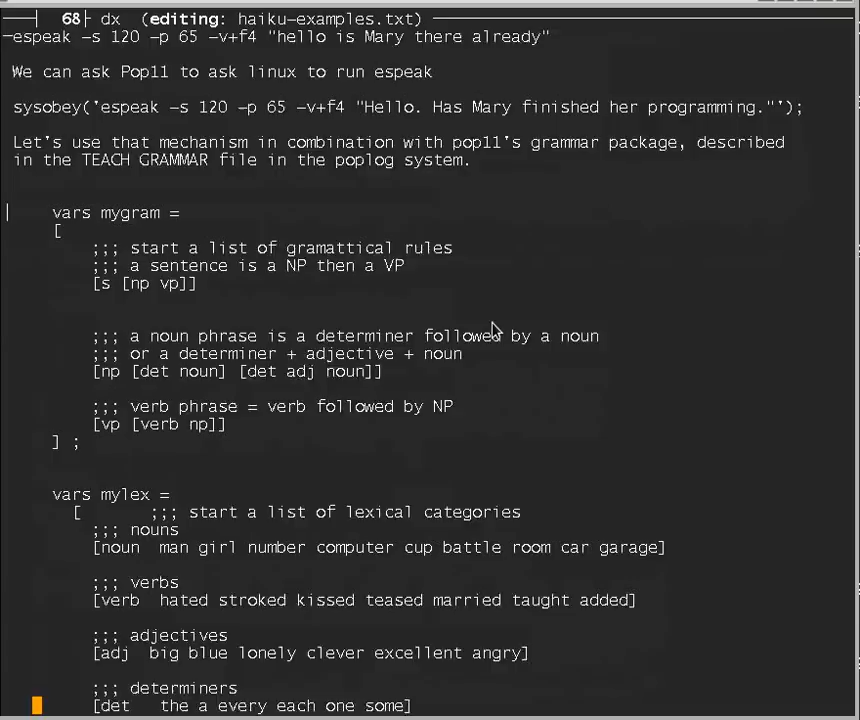 68 dx (editing: haiku-examples.txt)
espeak -s 120 -p 65 -v+f4 "hello is Mary there already"
We can ask Pop11 to ask linux to run espeak
sysobey('espeak -s 120 -p 65 -v+f4 "Hello. Has Mary finished her programming."');
Let's use that mechanism in combination with pop11's grammar package, described
in the TEACH GRAMMAR file in the poplog system.
vars mygram =
[
;;; start a list of gramattical rules
;;; a sentence is a NP then a VP
[s [np vp]]
;;; a noun phrase is a determiner followed by a noun
;;; or a determiner + adjective + noun
[np [det noun] [det adj noun]]
;;; verb phrase = verb followed by NP
[vp [verb np]]
] ;
vars mylex =
[ ;;; start a list of lexical categories
;;; nouns
[noun man girl number computer cup battle room car garage]
;;; verbs
[verb hated stroked kissed teased married taught added]
;;; adjectives
[adj big blue lonely clever excellent angry]
;;; determiners
[det the a every each one some]